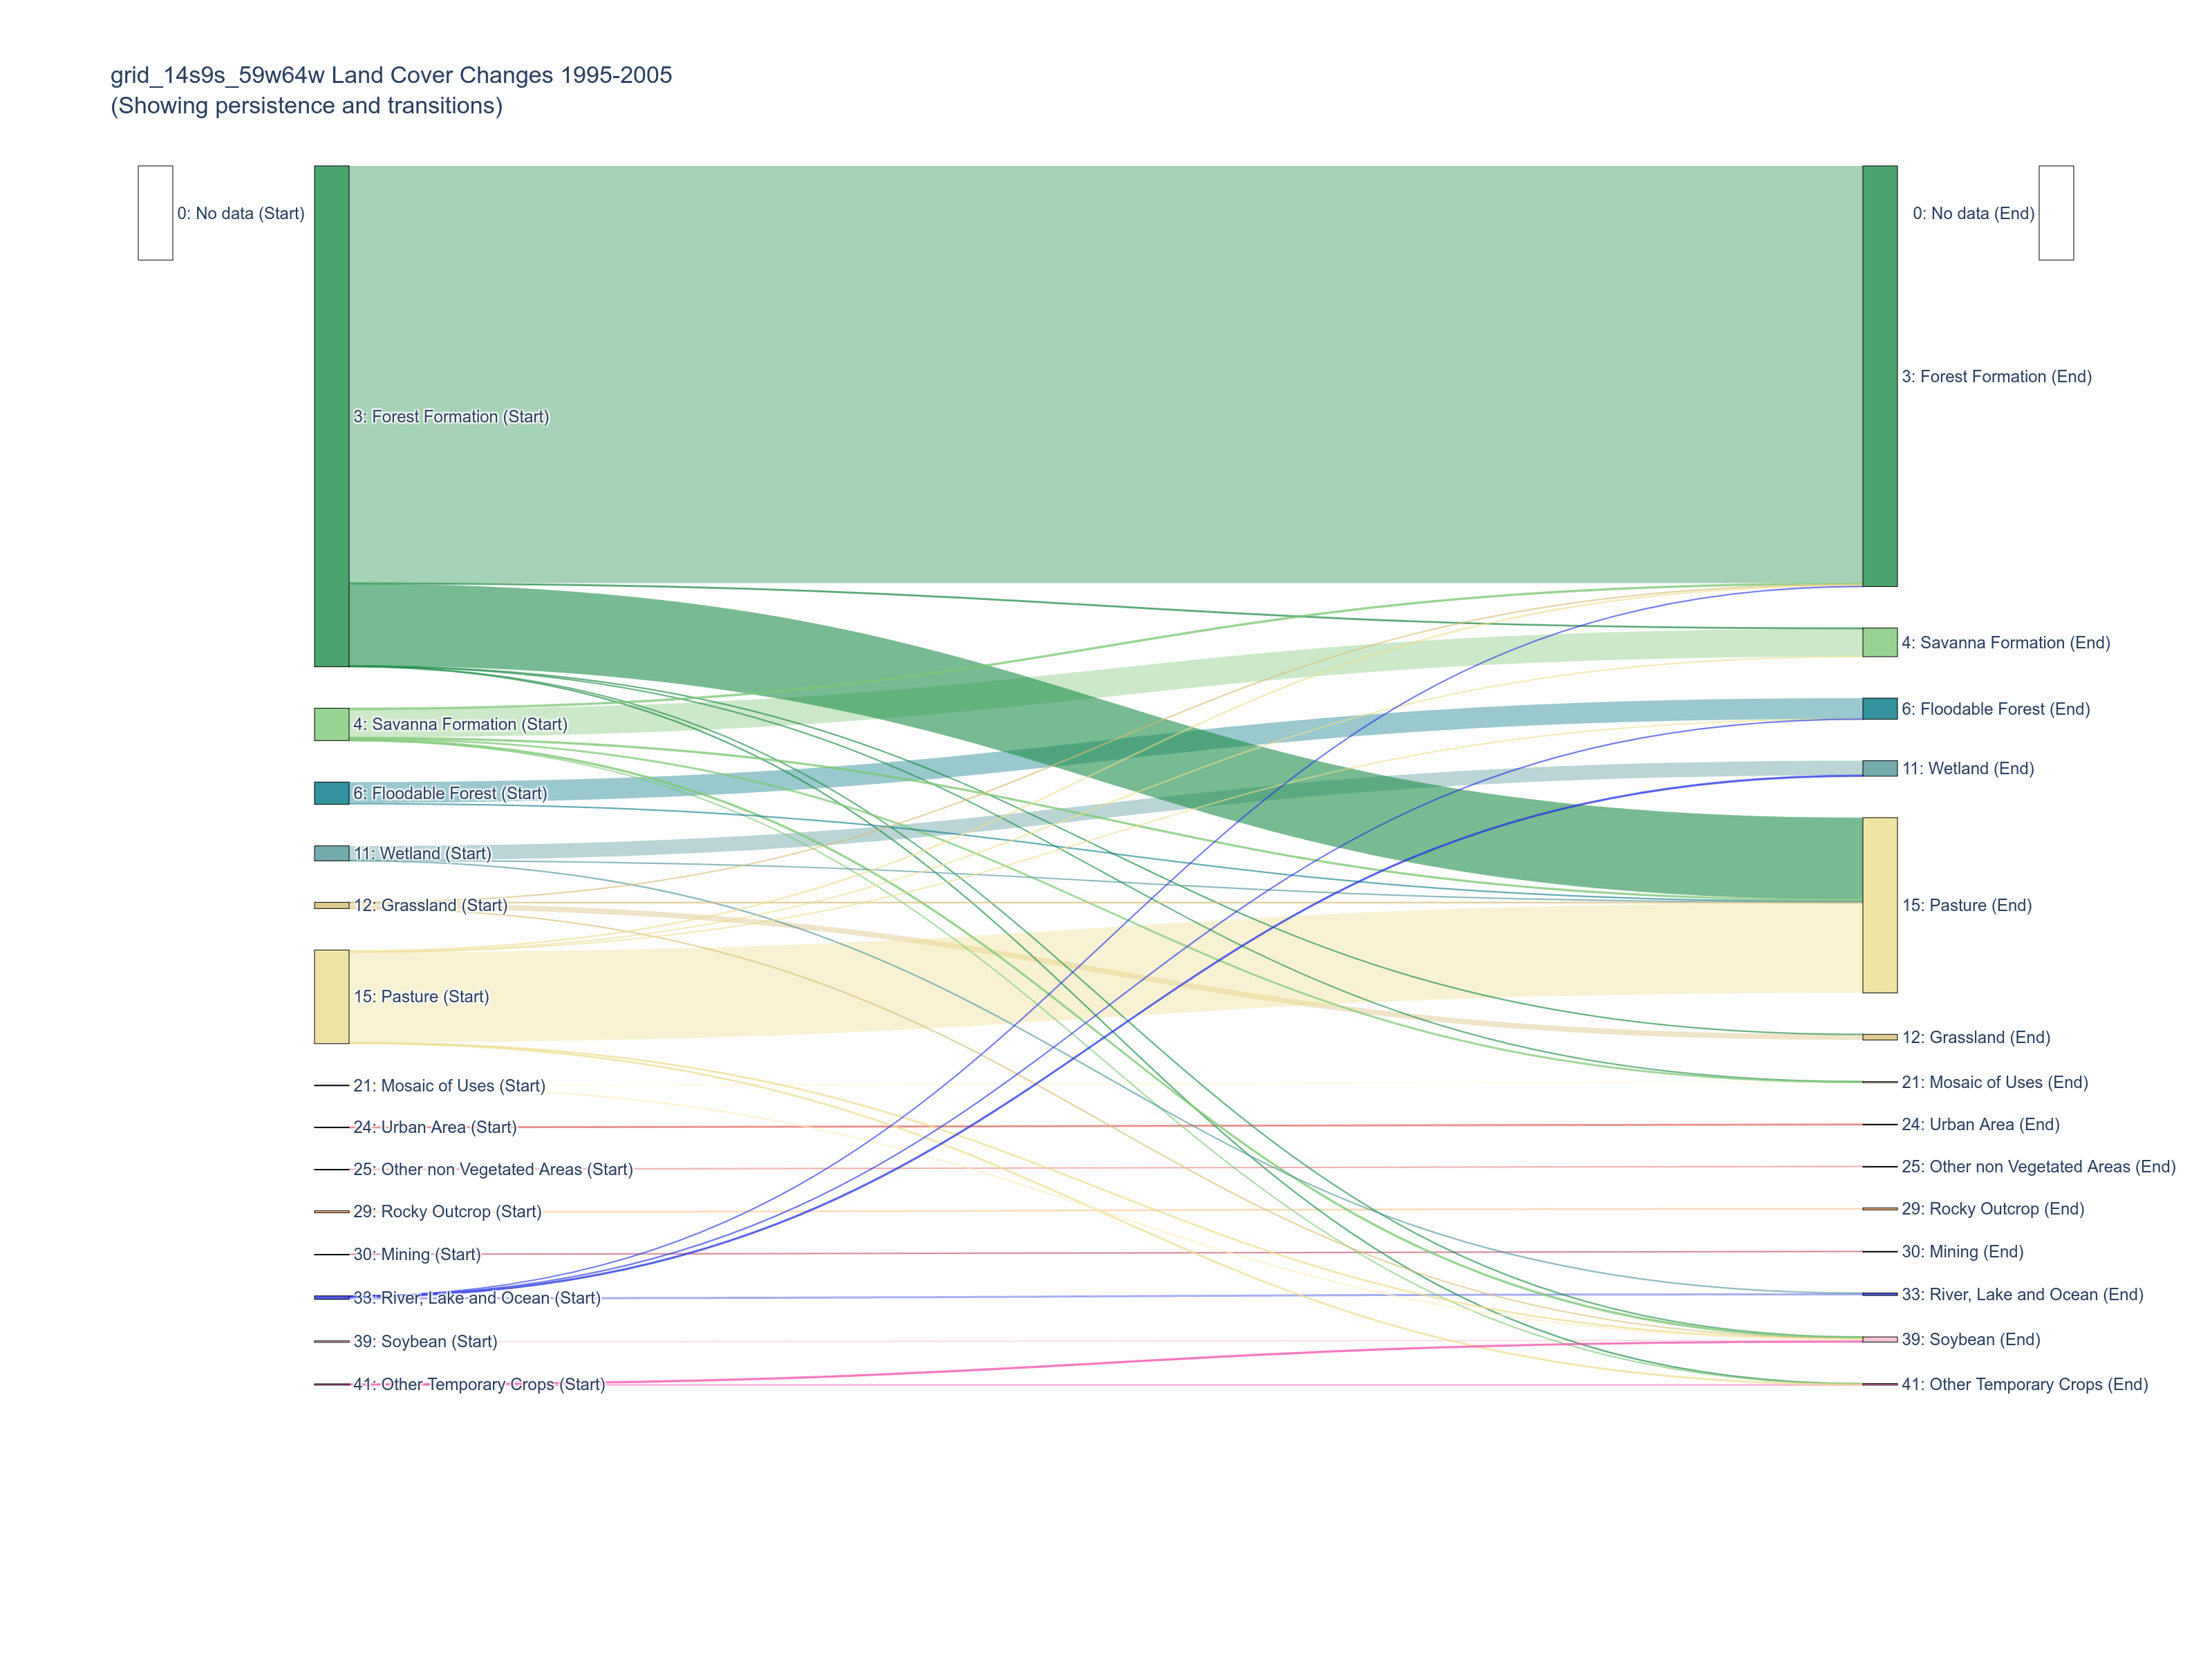 grid_14s9s_59w64w Land Cover Changes 1995-2005
(Showing persistence and transitions)
0: No data (Start)
3: Forest Formation (Start)
4: Savanna Formation (Start)
6: Floodable Forest (Start)
11: Wetland (Start)
12: Grassland (Start)
15: Pasture (Start)
21: Mosaic of Uses (Start)
24: Urban Area (Start)
25: Other non Vegetated Areas (Start)
29: Rocky Outcrop (Start)
30: Mining (Start)
33: River, Lake and Ocean (Start)
39: Soybean (Start)
41: Other Temporary Crops (Start)
0: No data (End)
3: Forest Formation (End)
4: Savanna Formation (End)
6: Floodable Forest (End)
11: Wetland (End)
15: Pasture (End)
12: Grassland (End)
21: Mosaic of Uses (End)
24: Urban Area (End)
25: Other non Vegetated Areas (End)
29: Rocky Outcrop (End)
30: Mining (End)
33: River, Lake and Ocean (End)
39: Soybean (End)
41: Other Temporary Crops (End)